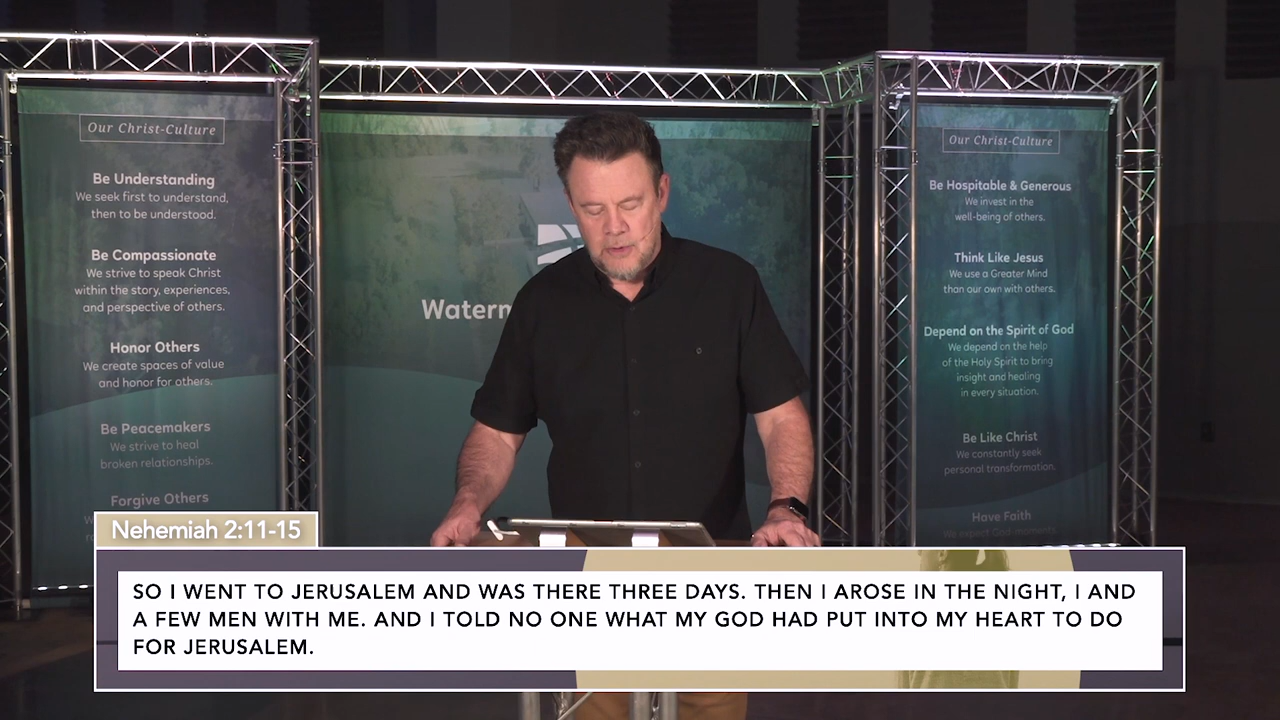 Our Christ-Culture
Be Understanding
We seek first to understand,
then to be understood.
Be Compassionate
We strive to speak Christ
within the story, experiences,
and perspective of others.
Honor Others
We create spaces of value
and honor for others.
Be Peacemakers
We strive to heal
broken relationships.
Forgive Others
Our Christ-Culture
Be Hospitable & Generous
We invest in the
well-being of others.
Think Like Jesus
We use a Greater Mind
than our own with others.
Depend on the Spirit of God
We depend on the help
of the Holy Spirit to bring
insight and healing
in every situation.
Be Like Christ
We constantly seek
personal transformation.
Have Faith
We expect God-moments
Nehemiah 2:11-15
SO I WENT TO JERUSALEM AND WAS THERE THREE DAYS. THEN I AROSE IN THE NIGHT, I AND
A FEW MEN WITH ME. AND I TOLD NO ONE WHAT MY GOD HAD PUT INTO MY HEART TO DO
FOR JERUSALEM.